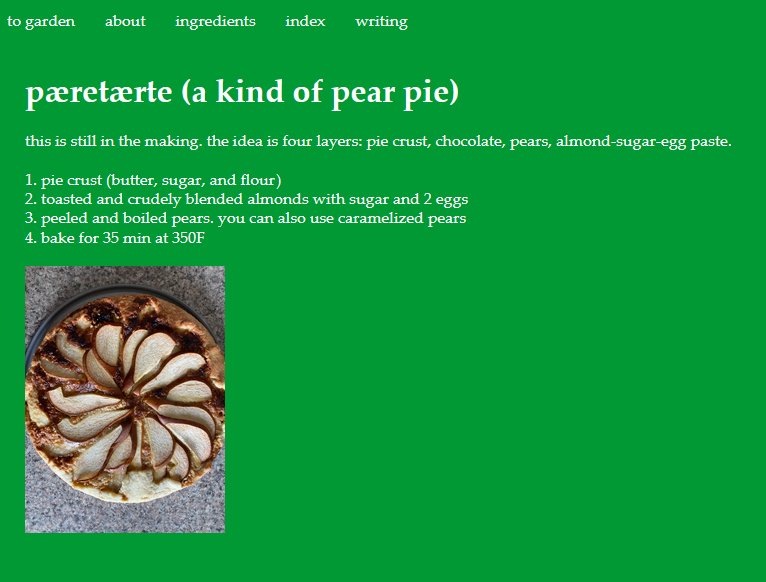 to garden about ingredients index writing
pæretærte (a kind of pear pie)
this is still in the making. the idea is four layers: pie crust, chocolate, pears, almond-sugar-egg paste.
1. pie crust (butter, sugar, and flour)
2. toasted and crudely blended almonds with sugar and 2 eggs
3. peeled and boiled pears. you can also use caramelized pears
4. bake for 35 min at 350F